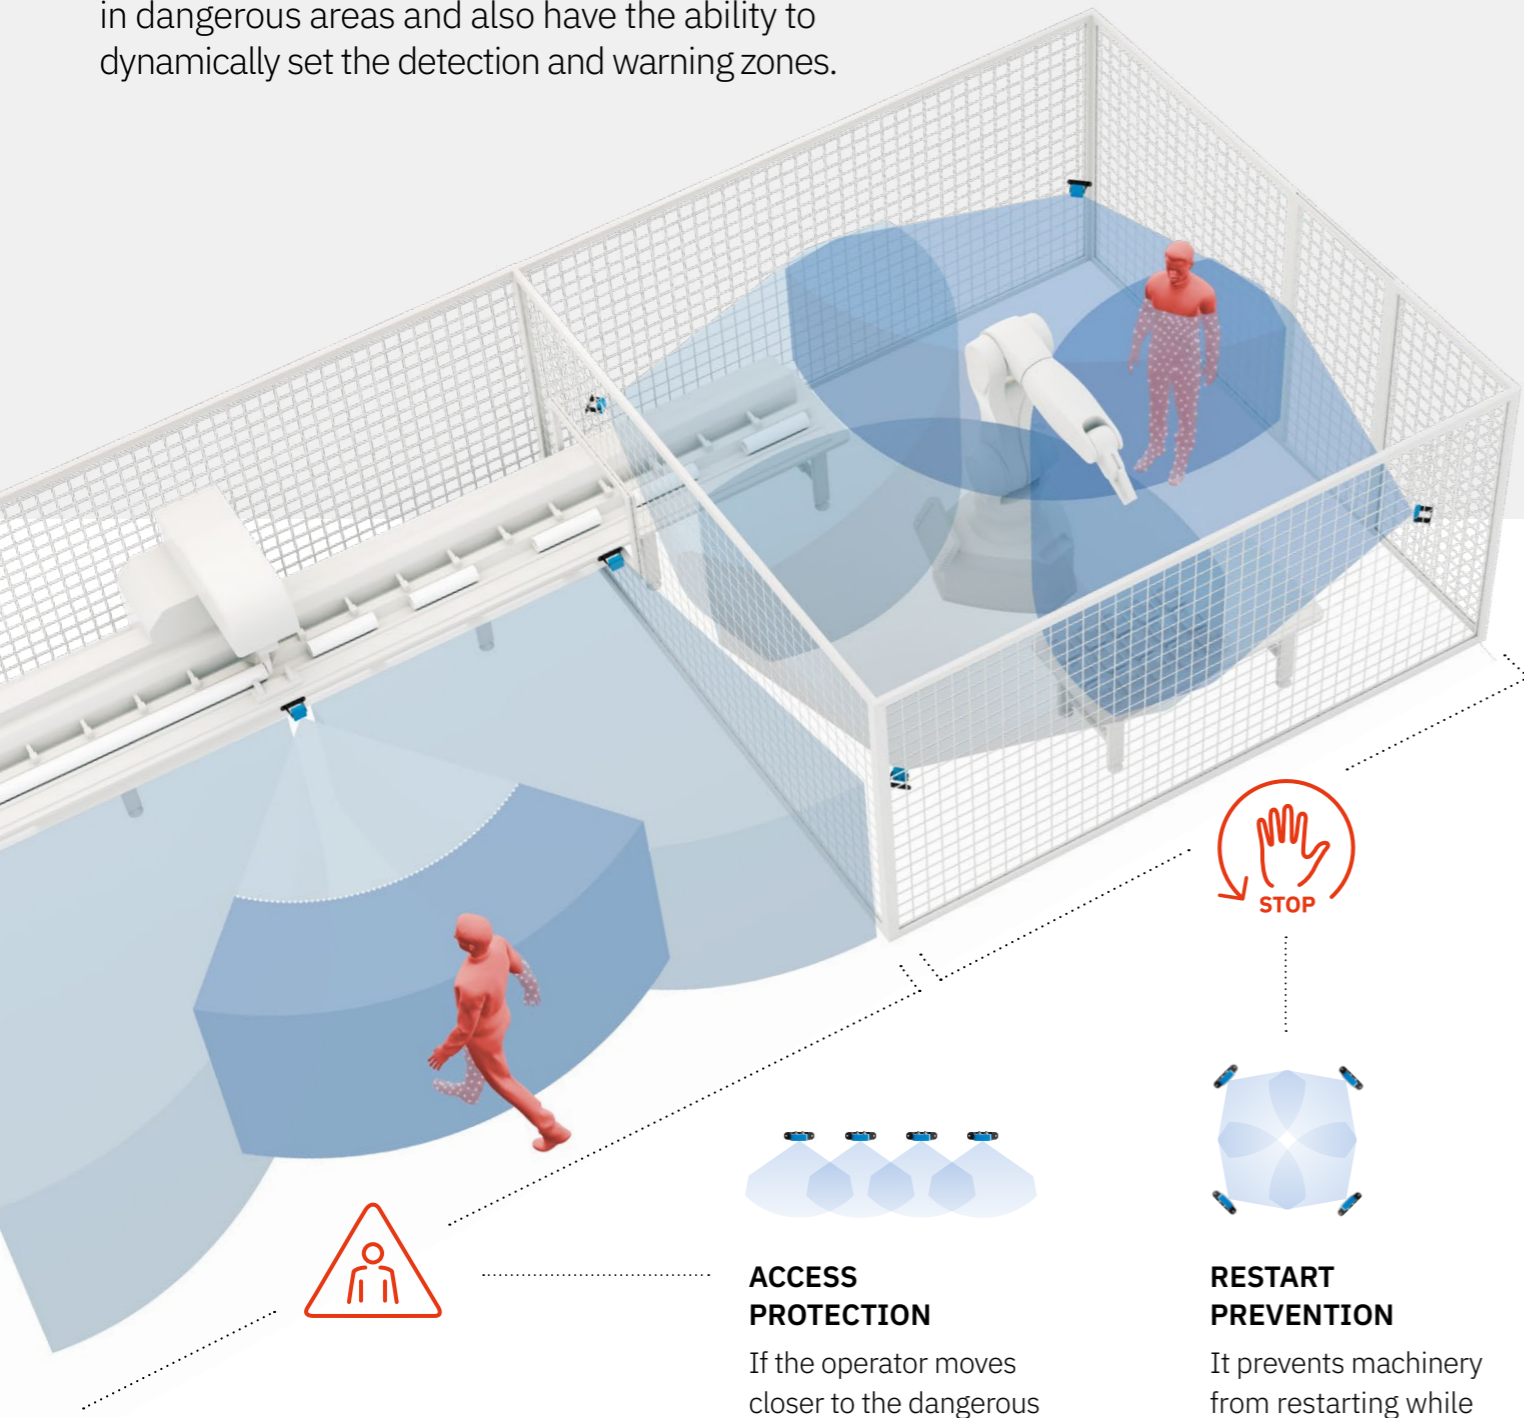 in dangerous areas and also have the ability to
dynamically set the detection and warning zones.
STOP
ACCESS
PROTECTION
If the operator moves
closer to the dangerous
RESTART
PREVENTION
It prevents machinery
from restarting while